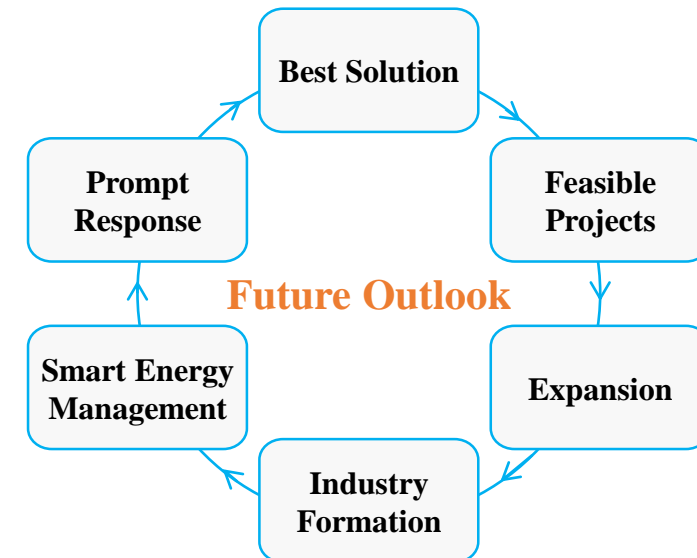 Best Solution
Prompt
Response
Feasible
Projects
Future Outlook
Smart Energy
Management
Expansion
Industry
Formation